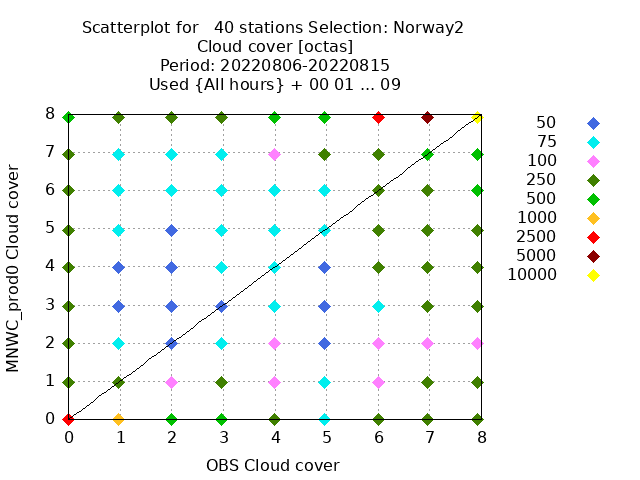 Scatterplot for   40 stations Selection: Norway2
Cloud cover [octas]
Period: 20220806-20220815
Used {All hours} + 00 01 ... 09
MNWC_prod0 Cloud cover
8
7
6
5
4
3
2
1
0
0 1 2 3 4 5 6 7 8
OBS Cloud cover
50
75
100
250
500
1000
2500
5000
10000